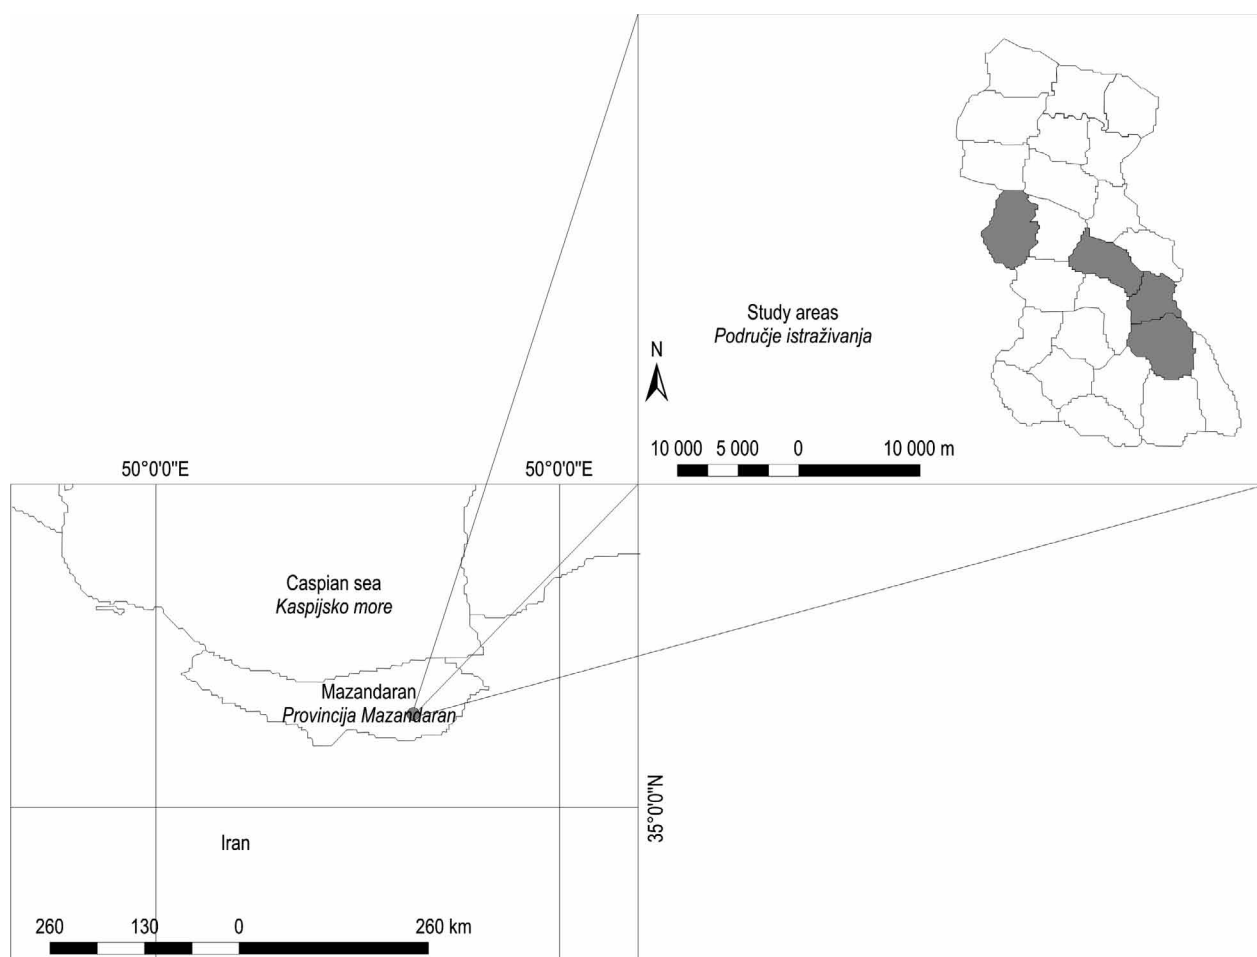 Study areas
Područje istraživanja
N
10 000 5 000 0 10 000 m
50°0'0"E 50°0'0"E
Caspian sea
Kaspijsko more
Mazandaran
Provincija Mazandaran
35°0'0"N
Iran
260 130 0 260 km